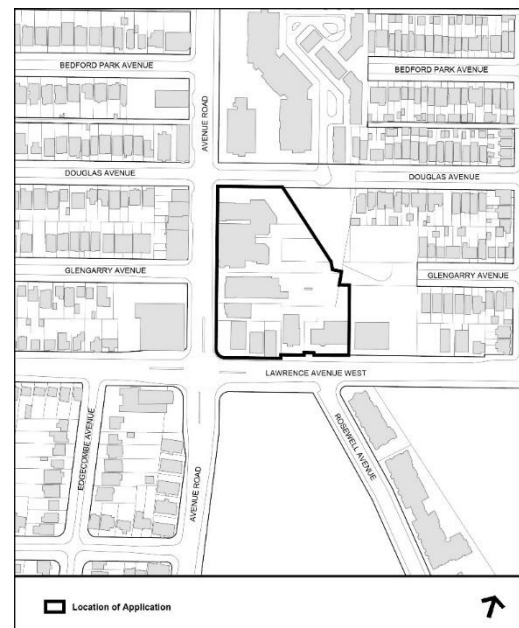 BEDFORD PARK AVENUE
BEDFORD PARK AVENUE
AVENUE ROAD
DOUGLAS AVENUE
DOUGLAS AVENUE
GLENGARRY AVENUE
GLENGARRY AVENUE
LAWRENCE AVENUE WEST
EDGECOMBE AVENUE
AVENUE ROAD
ROSEWELL AVENUE
Location of Application